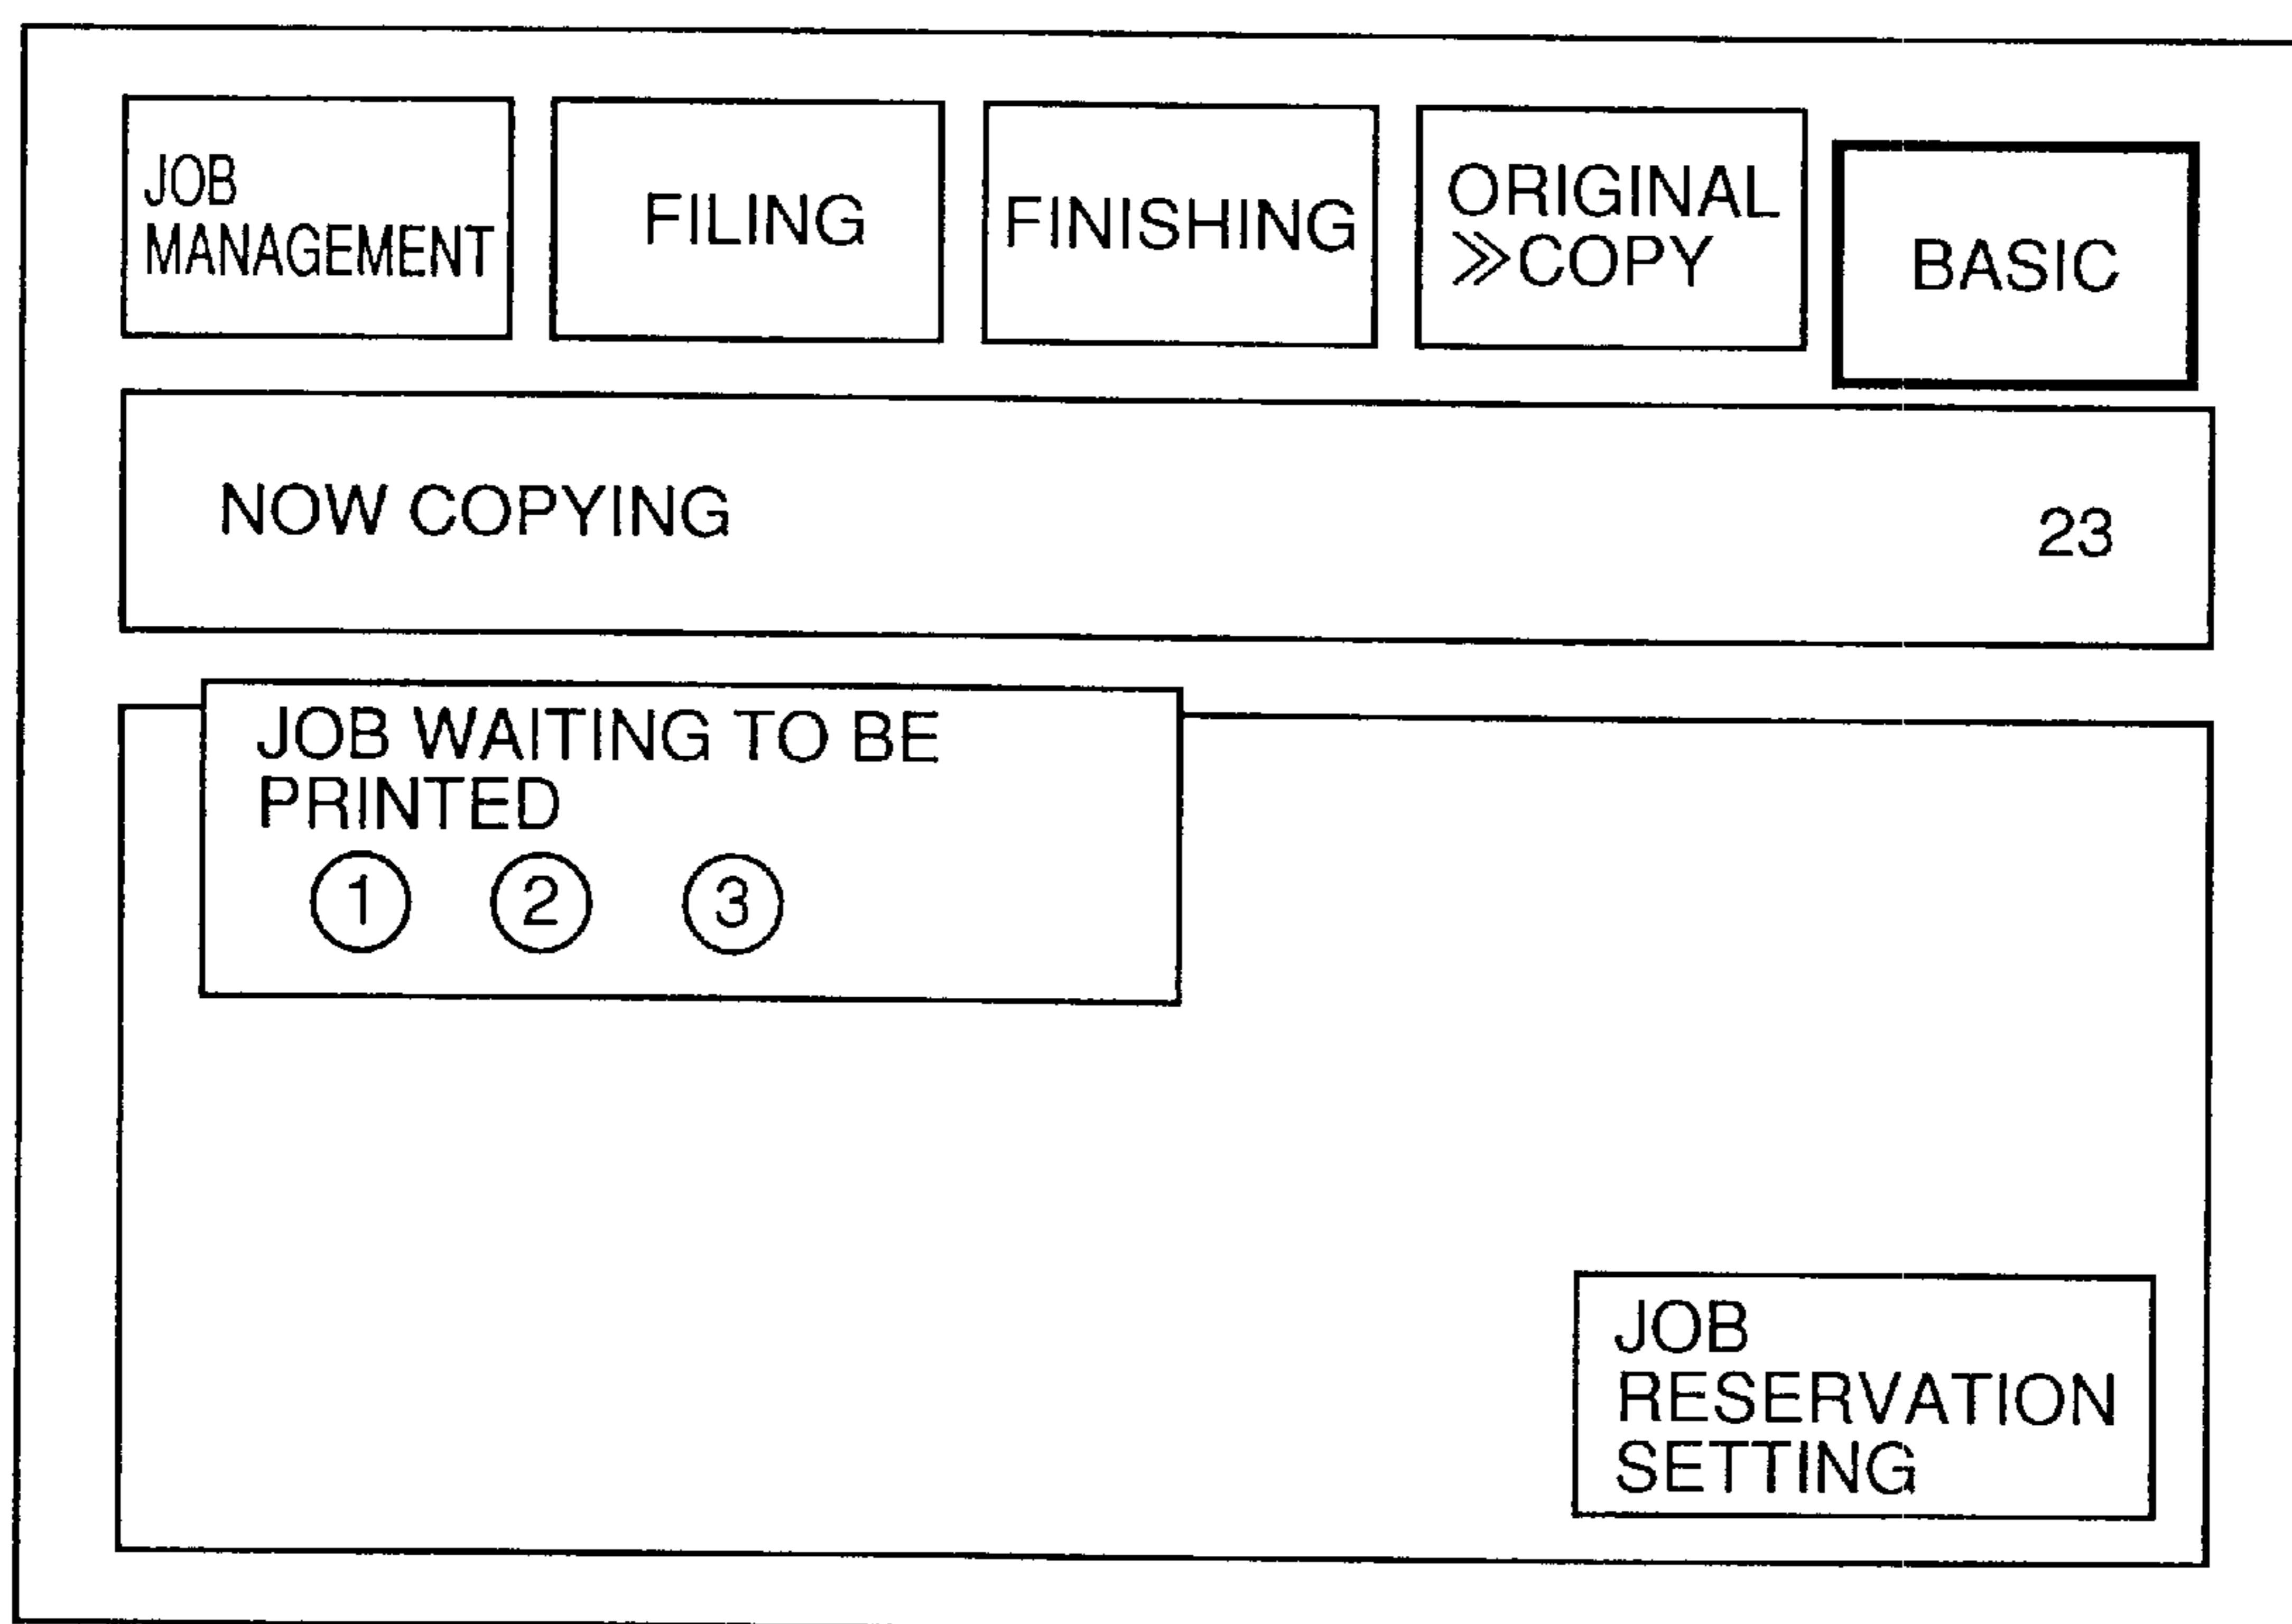 JOB
MANAGEMENT
FILING
FINISHING
ORIGINAL
≫COPY
BASIC
NOW COPYING 23
JOB WAITING TO BE
PRINTED
① ② ③
JOB
RESERVATION
SETTING